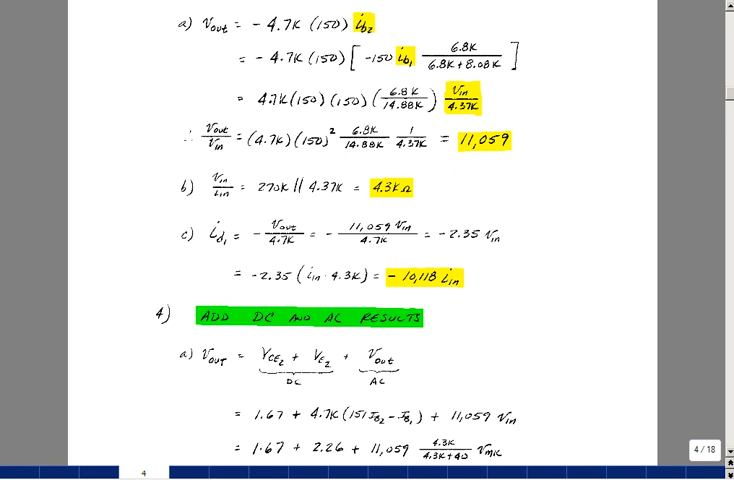 a) Vout = - 4.7K (150) ib2
= - 4.7K (150) [ -150 ib1 6.8K / (6.8K + 8.08K) ]
= 4.7K (150) (150) (6.8K / 14.88K) Vin / 4.37K
∴ Vout / Vin = (4.7K) (150)² 6.8K / 14.88K 1 / 4.37K = 11,059
b) Vin / iin = 270K || 4.37K = 4.3KΩ
c) id1 = - Vout / 4.7K = - 11,059 Vin / 4.7K = -2.35 Vin
= -2.35 (iin · 4.3K) = - 10,118 iin
4) ADD DC AND AC RESULTS
a) VOUT = VCE2 + VE2 + Vout
DC AC
= 1.67 + 4.7K (151 IB2 - IB1) + 11,059 Vin
= 1.67 + 2.26 + 11,059 4.3K / (4.3K + 40) VMIC
4 / 18
4